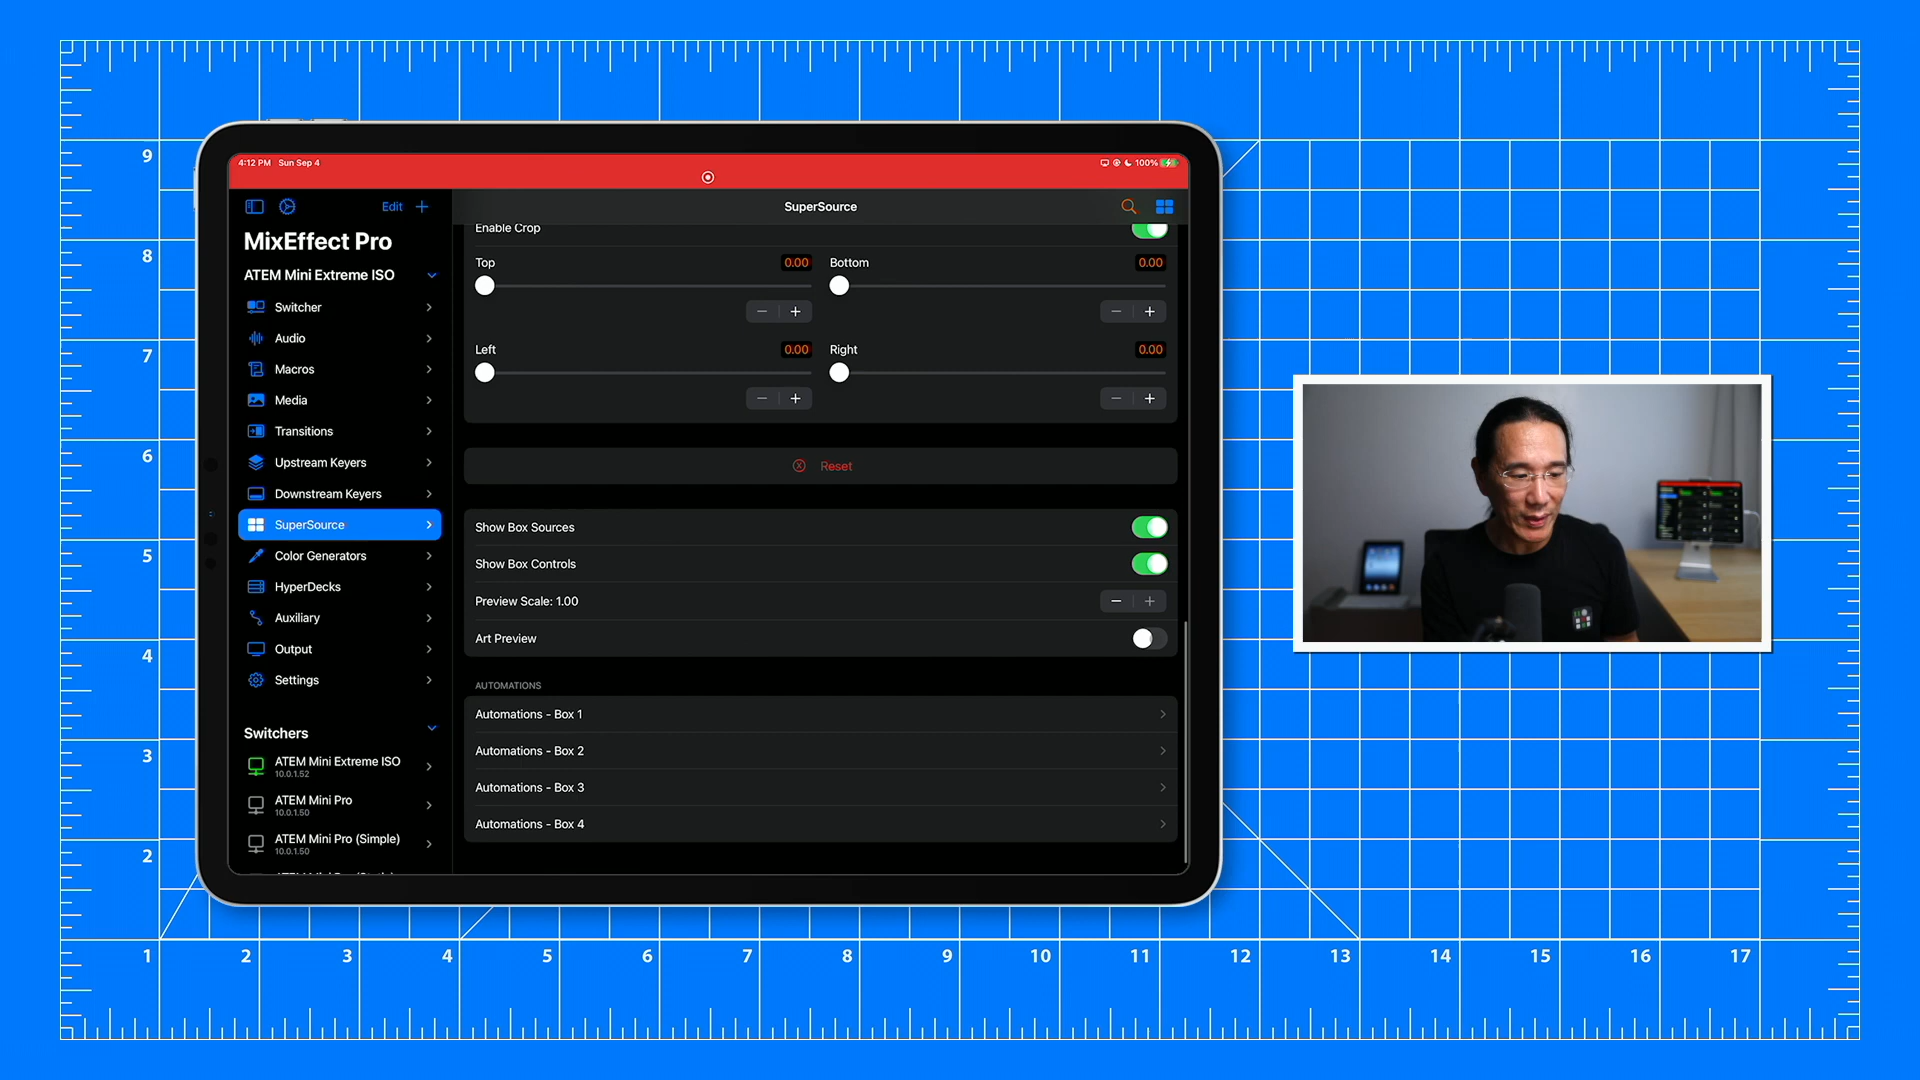 4:12 PM Sun Sep 4
100%
Edit
MixEffect Pro
ATEM Mini Extreme ISO
Switcher
Audio
Macros
Media
Transitions
Upstream Keyers
Downstream Keyers
SuperSource
Color Generators
HyperDecks
Auxiliary
Output
Settings
Switchers
ATEM Mini Extreme ISO
10.0.1.52
ATEM Mini Pro
10.0.1.50
ATEM Mini Pro (Simple)
10.0.1.50
SuperSource
Enable Crop
Top 0.00 Bottom 0.00
Left 0.00 Right 0.00
Reset
Show Box Sources
Show Box Controls
Preview Scale: 1.00
Art Preview
AUTOMATIONS
Automations - Box 1
Automations - Box 2
Automations - Box 3
Automations - Box 4
9
8
7
6
5
4
3
2
1 2 3 4 5 6 7 8 9 10 11 12 13 14 15 16 17